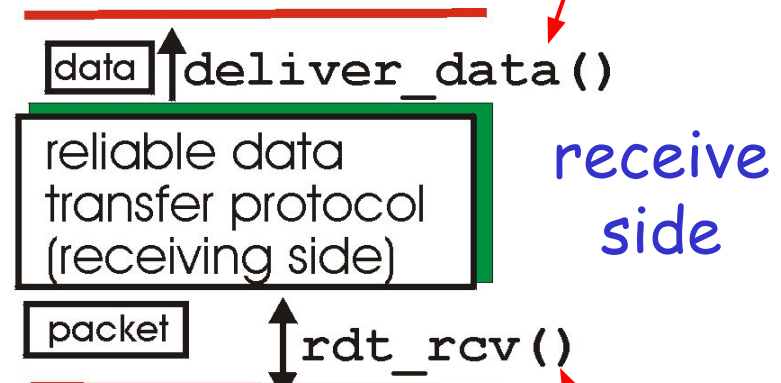 data deliver_data()
reliable data
transfer protocol
(receiving side)
receive
side
packet rdt_rcv()